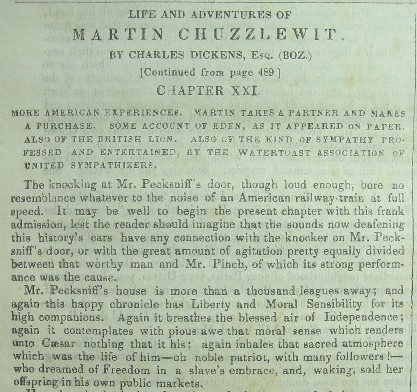 LIFE AND ADVENTURES OF
MARTIN CHUZZLEWIT.
BY CHARLES DICKENS, Esq. (BOZ.)
[Continued from page 489 ]
CHAPTER XXI.
MORE AMERICAN EXPERIENCES. MARTIN TAKES A PARTNER AND MAKES
A PURCHASE. SOME ACCOUNT OF EDEN, AS IT APPEARED ON PAPER.
ALSO OF THE BRITISH LION. ALSO OF THE KIND OF SYMPATHY PRO-
FESSED AND ENTERTAINED, BY THE WATERTOAST ASSOCIATION OF
UNITED SYMPATHIZERS.
The knocking at Mr. Pecksniff's door, though loud enough, bore no
resemblance whatever to the noise of an American railway-train at full
speed. It may be well to begin the present chapter with this frank
admission, lest the reader should imagine that the sounds now deafening
this history's ears have any connection with the knocker on Mr. Peck-
sniff's door, or with the great amount of agitation pretty equally divided
between that worthy man and Mr. Pinch, of which its strong perform-
ance was the cause.
Mr. Pecksniff's house is more than a thousand leagues away; and
again this happy chronicle has Liberty and Moral Sensibility for its
high companions. Again it breathes the blessed air of Independence;
again it contemplates with pious awe that moral sense which renders
unto Cæsar nothing that it his; again inhales that sacred atmosphere
which was the life of him—oh noble patriot, with many followers!—
who dreamed of Freedom in a slave's embrace, and, waking, sold her
offspring in his own public markets.